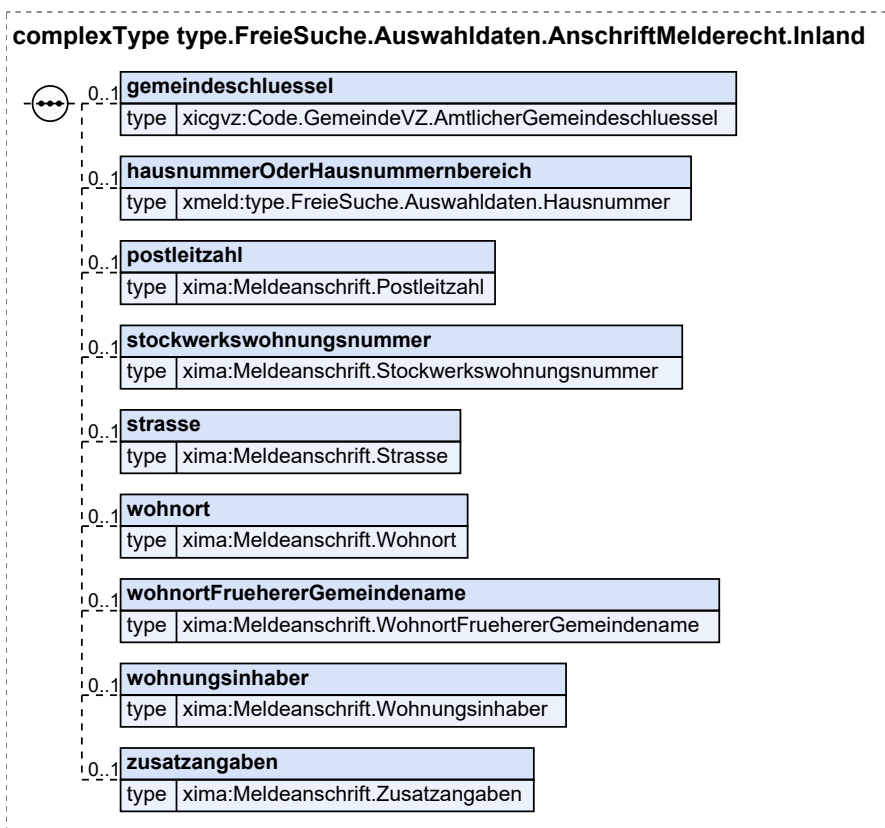 complexType type.FreieSuche.Auswahldaten.AnschriftMelderecht.Inland
0..1 gemeindeschluessel
type xicgvz:Code.GemeindeVZ.AmtlicherGemeindeschluessel
0..1 hausnummerOderHausnummernbereich
type xmeld:type.FreieSuche.Auswahldaten.Hausnummer
0..1 postleitzahl
type xima:Meldeanschrift.Postleitzahl
0..1 stockwerkswohnungsnummer
type xima:Meldeanschrift.Stockwerkswohnungsnummer
0..1 strasse
type xima:Meldeanschrift.Strasse
0..1 wohnort
type xima:Meldeanschrift.Wohnort
0..1 wohnortFruehererGemeindename
type xima:Meldeanschrift.WohnortFruehererGemeindename
0..1 wohnungsinhaber
type xima:Meldeanschrift.Wohnungsinhaber
0..1 zusatzangaben
type xima:Meldeanschrift.Zusatzangaben